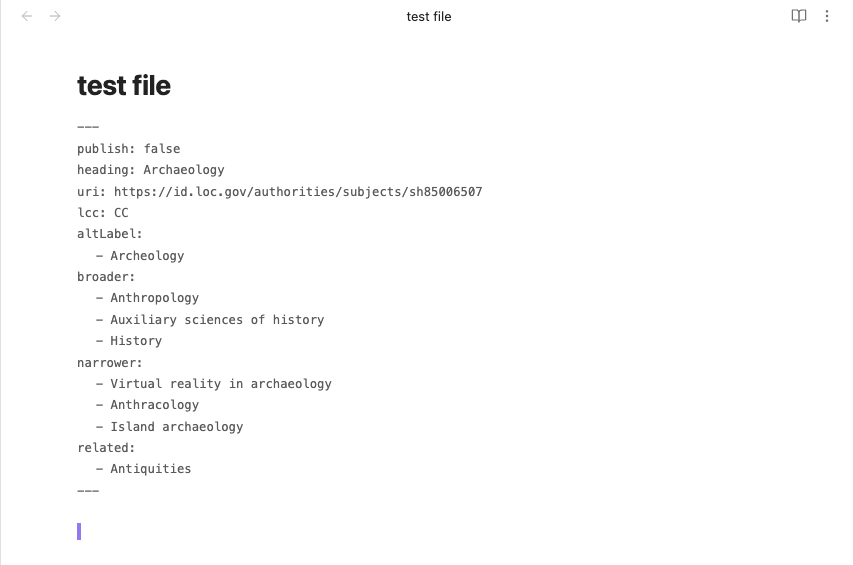 test file
test file
---
publish: false
heading: Archaeology
uri: https://id.loc.gov/authorities/subjects/sh85006507
lcc: CC
altLabel:
  - Archeology
broader:
  - Anthropology
  - Auxiliary sciences of history
  - History
narrower:
  - Virtual reality in archaeology
  - Anthracology
  - Island archaeology
related:
  - Antiquities
---